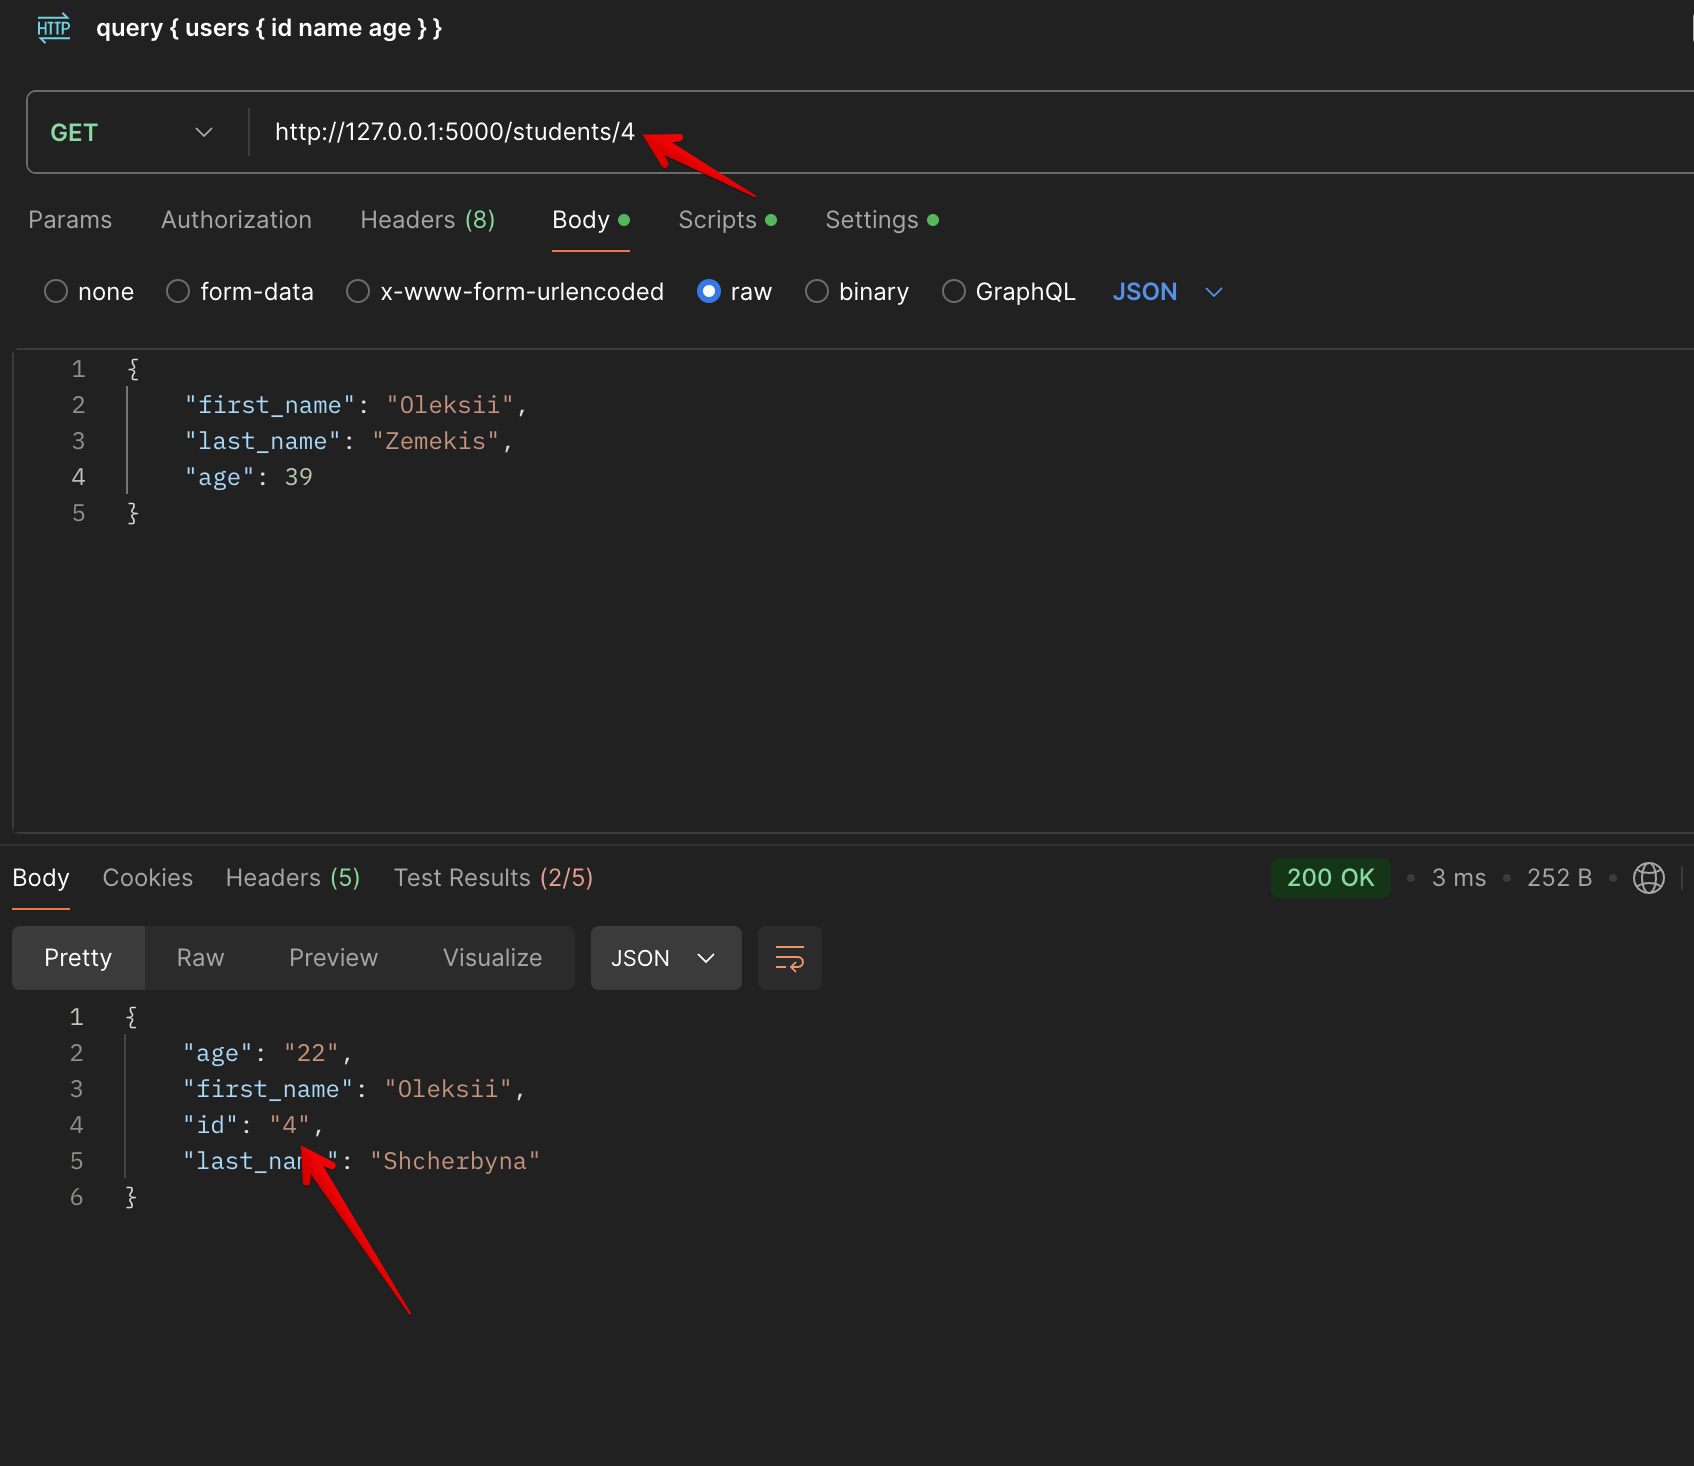 HTTP query { users { id name age } }
GET http://127.0.0.1:5000/students/4
Params Authorization Headers (8) Body Scripts Settings
none form-data x-www-form-urlencoded raw binary GraphQL JSON
1 {
2 "first_name": "Oleksii",
3 "last_name": "Zemekis",
4 "age": 39
5 }
Body Cookies Headers (5) Test Results (2/5) 200 OK • 3 ms • 252 B •
Pretty Raw Preview Visualize JSON
1 {
2 "age": "22",
3 "first_name": "Oleksii",
4 "id": "4",
5 "last_name": "Shcherbyna"
6 }